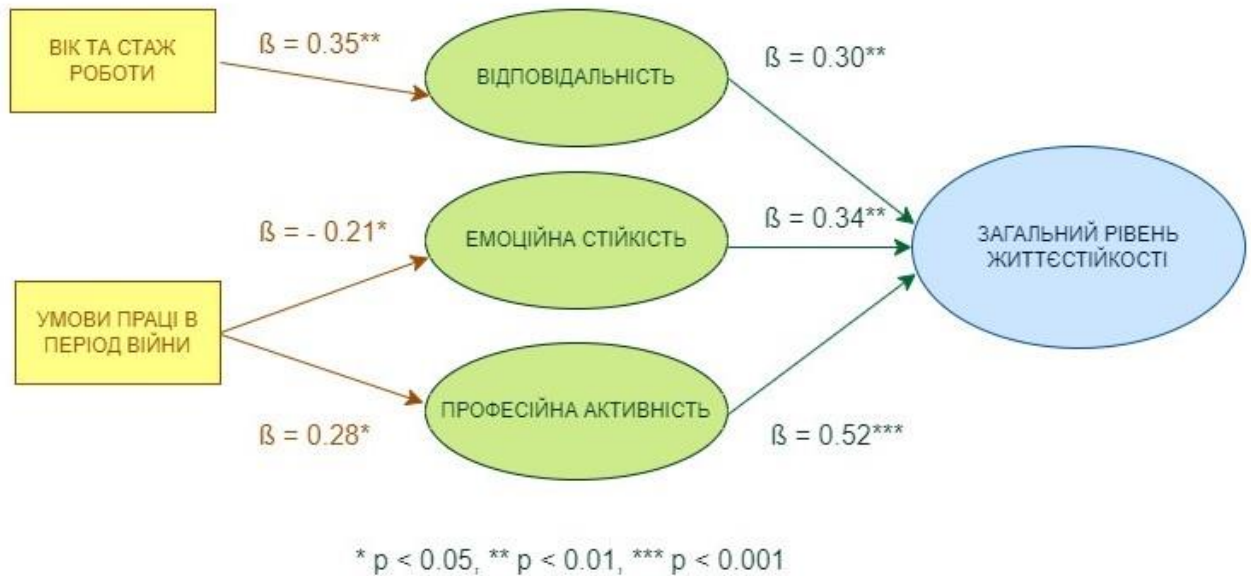 ВІК ТА СТАЖ
РОБОТИ
ß = 0.35**
ВІДПОВІДАЛЬНІСТЬ
ß = 0.30**
УМОВИ ПРАЦІ В
ПЕРІОД ВІЙНИ
ß = - 0.21*
ЕМОЦІЙНА СТІЙКІСТЬ
ß = 0.34**
ß = 0.28*
ПРОФЕСІЙНА АКТИВНІСТЬ
ß = 0.52***
ЗАГАЛЬНИЙ РІВЕНЬ
ЖИТТЄСТІЙКОСТІ
* p < 0.05, ** p < 0.01, *** p < 0.001